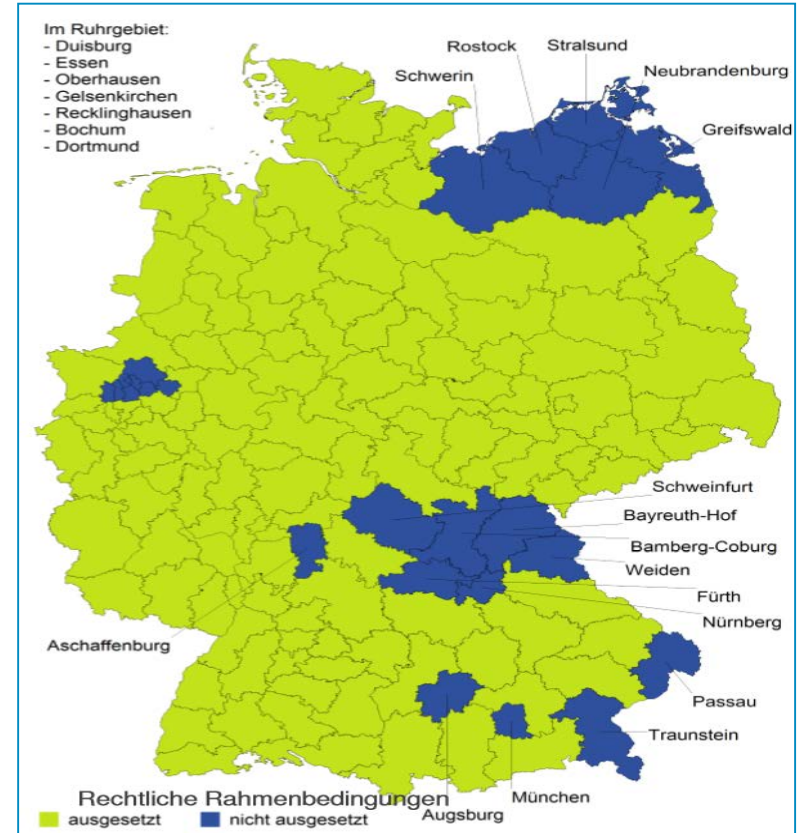 Im Ruhrgebiet:
- Duisburg
- Essen
- Oberhausen
- Gelsenkirchen
- Recklinghausen
- Bochum
- Dortmund
Rostock
Stralsund
Schwerin
Neubrandenburg
Greifswald
Schweinfurt
Bayreuth-Hof
Bamberg-Coburg
Weiden
Fürth
Nürnberg
Aschaffenburg
Passau
Traunstein
München
Augsburg
Rechtliche Rahmenbedingungen
ausgesetzt
nicht ausgesetzt